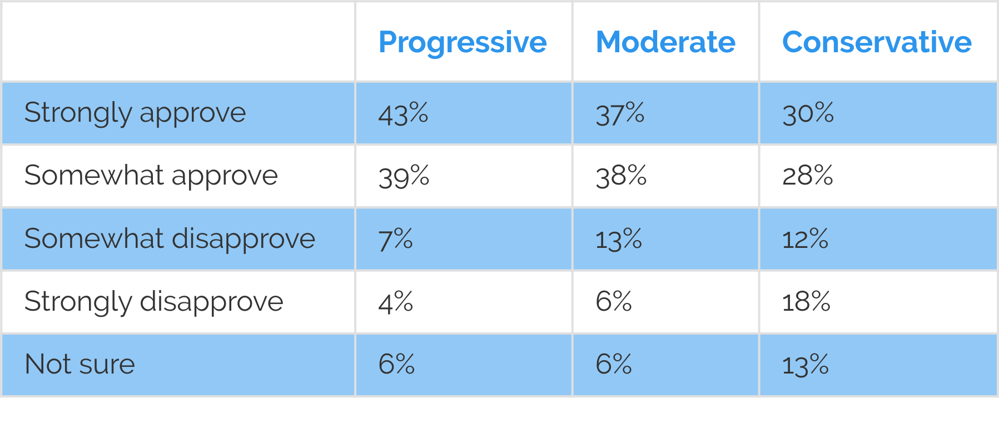 Progressive Moderate Conservative
Strongly approve 43% 37% 30%
Somewhat approve 39% 38% 28%
Somewhat disapprove 7% 13% 12%
Strongly disapprove 4% 6% 18%
Not sure 6% 6% 13%